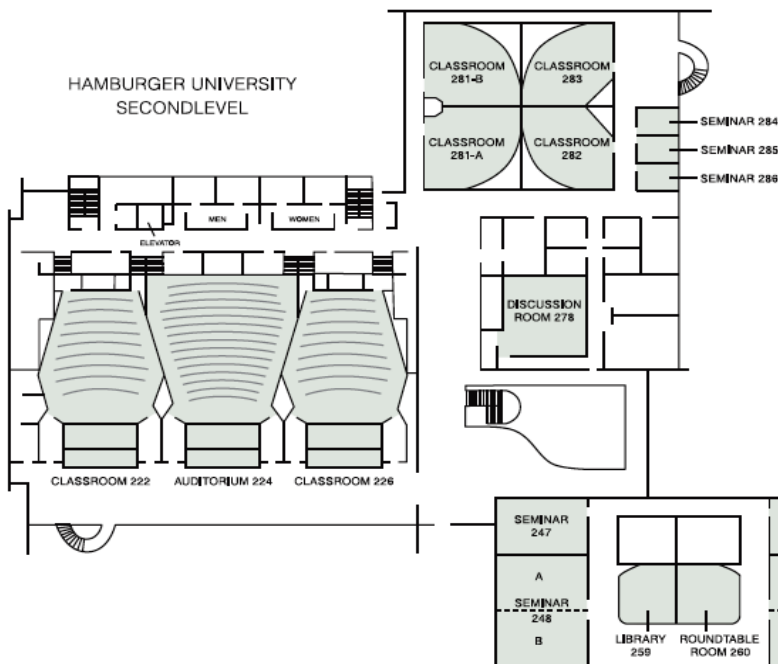 HAMBURGER UNIVERSITY
SECONDLEVEL
CLASSROOM
281-B
CLASSROOM
283
CLASSROOM
281-A
CLASSROOM
282
SEMINAR 284
SEMINAR 285
SEMINAR 286
MEN
WOMEN
ELEVATOR
DISCUSSION
ROOM 278
CLASSROOM 222
AUDITORIUM 224
CLASSROOM 226
SEMINAR
247
A
SEMINAR
248
B
LIBRARY
259
ROUNDTABLE
ROOM 260